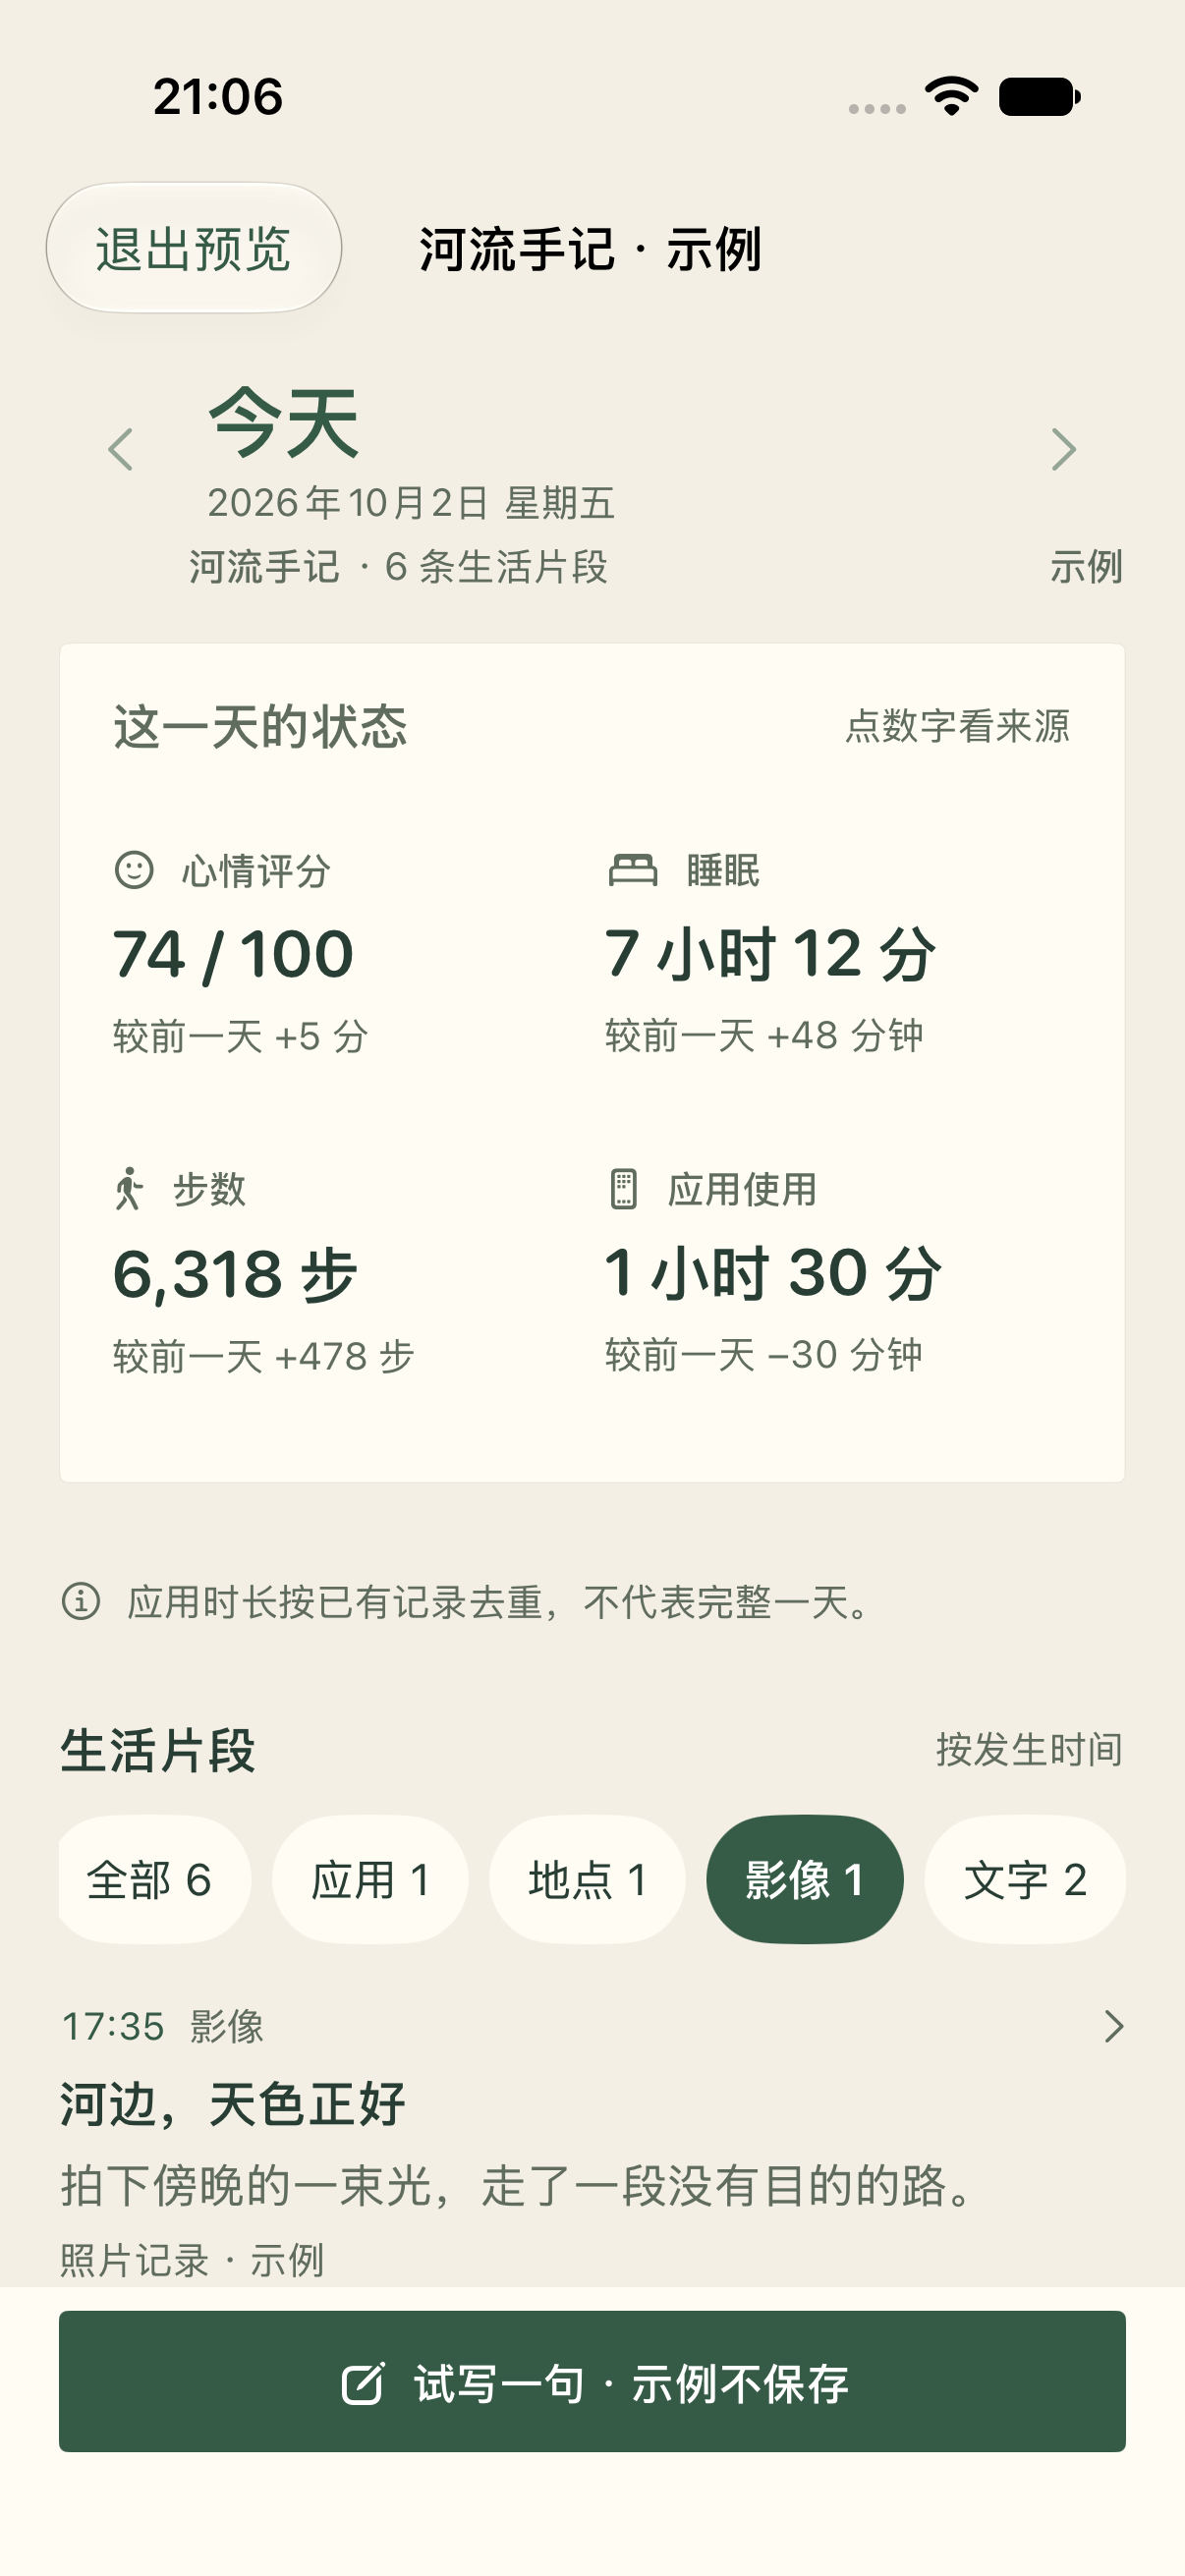 21:06
退出预览
河流手记 · 示例
今天
2026年10月2日 星期五
河流手记 · 6 条生活片段
示例
这一天的状态
点数字看来源
心情评分
74 / 100
较前一天 +5 分
睡眠
7 小时 12 分
较前一天 +48 分钟
步数
6,318 步
较前一天 +478 步
应用使用
1 小时 30 分
较前一天 −30 分钟
应用时长按已有记录去重，不代表完整一天。
生活片段
按发生时间
全部 6
应用 1
地点 1
影像 1
文字 2
17:35 影像
河边，天色正好
拍下傍晚的一束光，走了一段没有目的的路。
照片记录 · 示例
试写一句 · 示例不保存